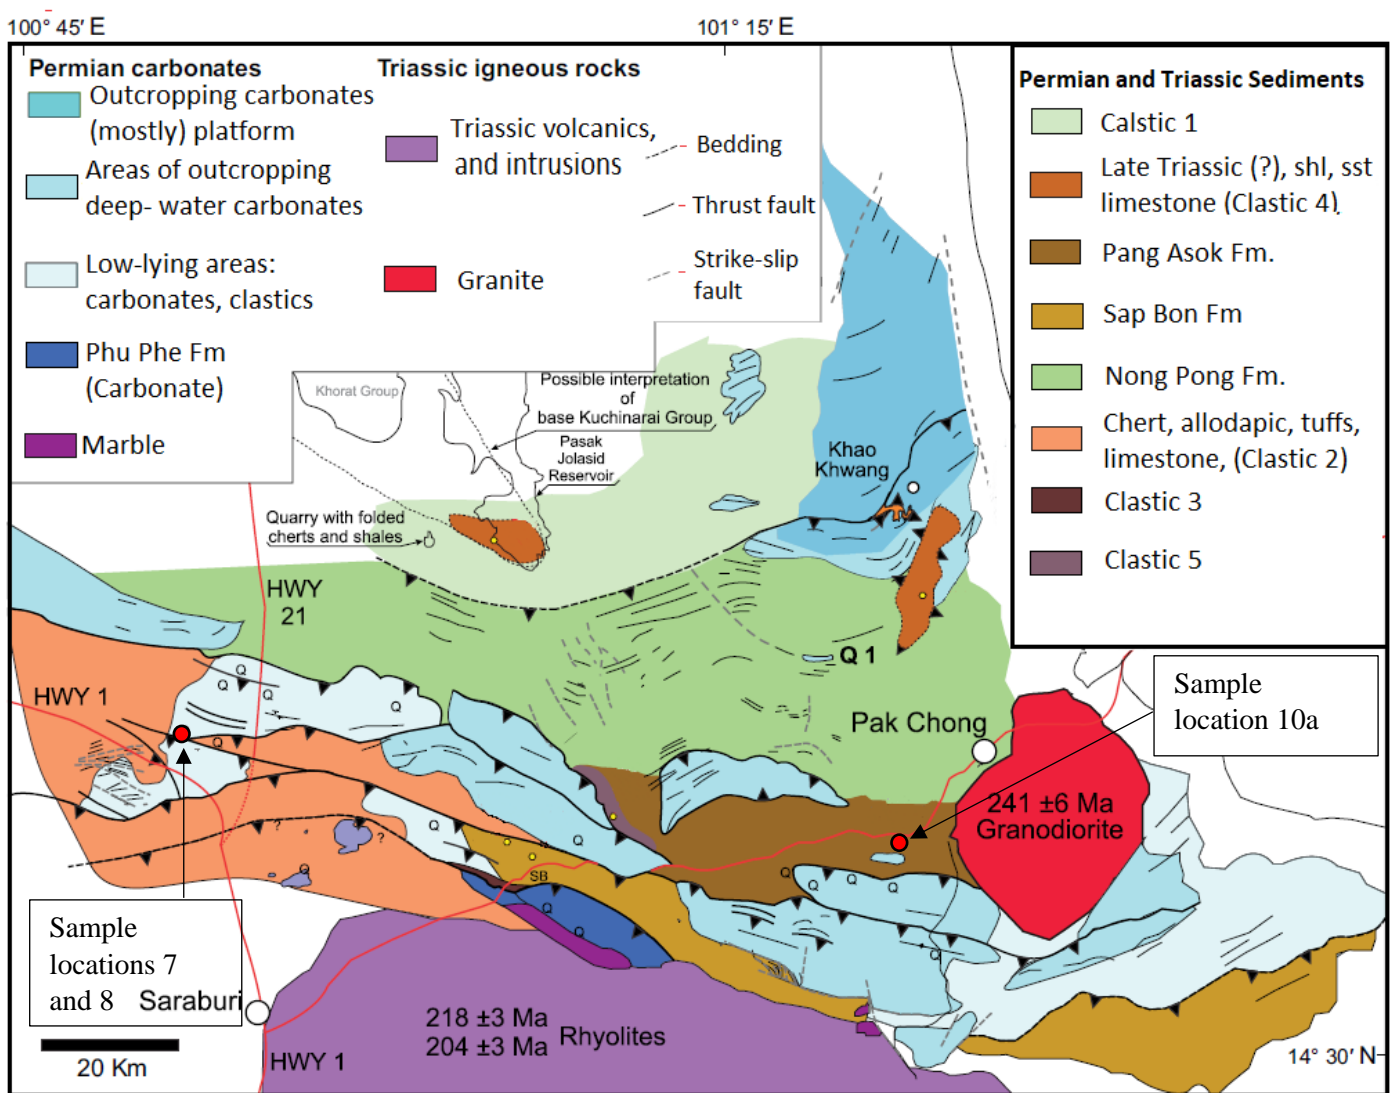 100° 45′ E
101° 15′ E
Permian carbonates
Outcropping carbonates
(mostly) platform
Areas of outcropping
deep- water carbonates
Low-lying areas:
carbonates, clastics
Phu Phe Fm
(Carbonate)
Marble
Triassic igneous rocks
Triassic volcanics,
and intrusions
Granite
Bedding
Thrust fault
Strike-slip
fault
Permian and Triassic Sediments
Calstic 1
Late Triassic (?), shl, sst
limestone (Clastic 4),
Pang Asok Fm.
Sap Bon Fm
Nong Pong Fm.
Chert, allodapic, tuffs,
limestone, (Clastic 2)
Clastic 3
Clastic 5
Khorat Group
Possible interpretation
of
base Kuchinarai Group
Pasak
Jolasid
Reservoir
Khao
Khwang
Quarry with folded
cherts and shales
HWY
21
HWY 1
Q 1
Q
Q
Q
Q
Q
Pak Chong
Sample
location 10a
241 ±6 Ma
Granodiorite
?
?
Q
Q
Q
SB
Q
Q
Q
Q
Q
Q
Q
Q
Sample
locations 7
and 8
Saraburi
218 ±3 Ma
204 ±3 Ma
Rhyolites
HWY 1
20 Km
14° 30′ N